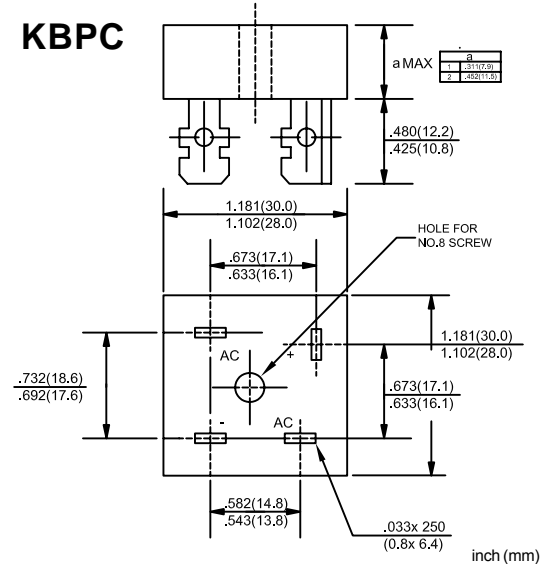 KBPC
a MAX
a
1 .311(7.9)
2 .452(11.5)
.480(12.2)
.425(10.8)
1.181(30.0)
1.102(28.0)
HOLE FOR
NO.8 SCREW
.673(17.1)
.633(16.1)
AC
+
1.181(30.0)
1.102(28.0)
.732(18.6)
.692(17.6)
.673(17.1)
.633(16.1)
-
AC
.582(14.8)
.543(13.8)
.033x 250
(0.8x 6.4)
inch (mm)